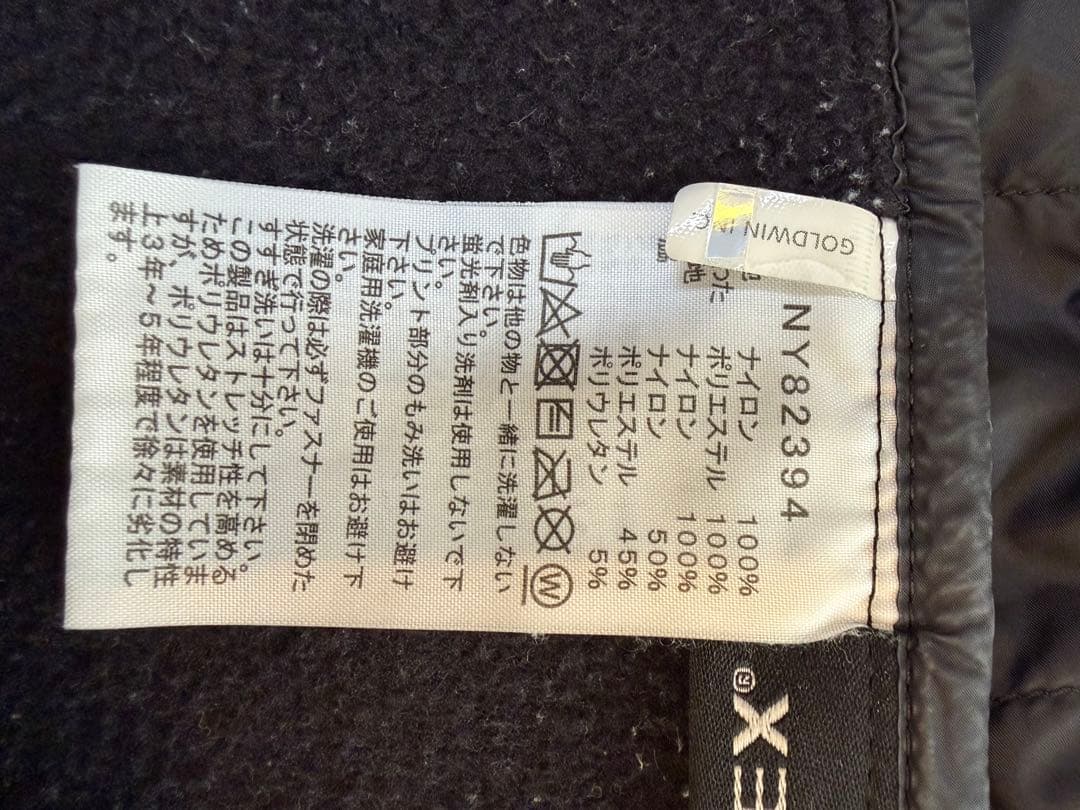 GOLDWIN INC
NY82394
ナイロン 100%
ポリエステル 100%
ナイロン 100%
ナイロン 50%
ポリエステル 45%
ポリウレタン 5%
W
色物は他の物と一緒に洗濯しない
で下さい。
蛍光剤入り洗剤は使用しないで下
さい。
プリント部分のもみ洗いはお避け
下さい。
家庭用洗濯機のご使用はお避け下
さい。
洗濯の際は必ずファスナーを閉めた
状態で行って下さい。
すすぎ洗いは十分にして下さい。
この製品はストレッチ性を高める
ためポリウレタンを使用していま
すが、ポリウレタンは素材の特性
上3年~5年程度で徐々に劣化し
ます。
EX